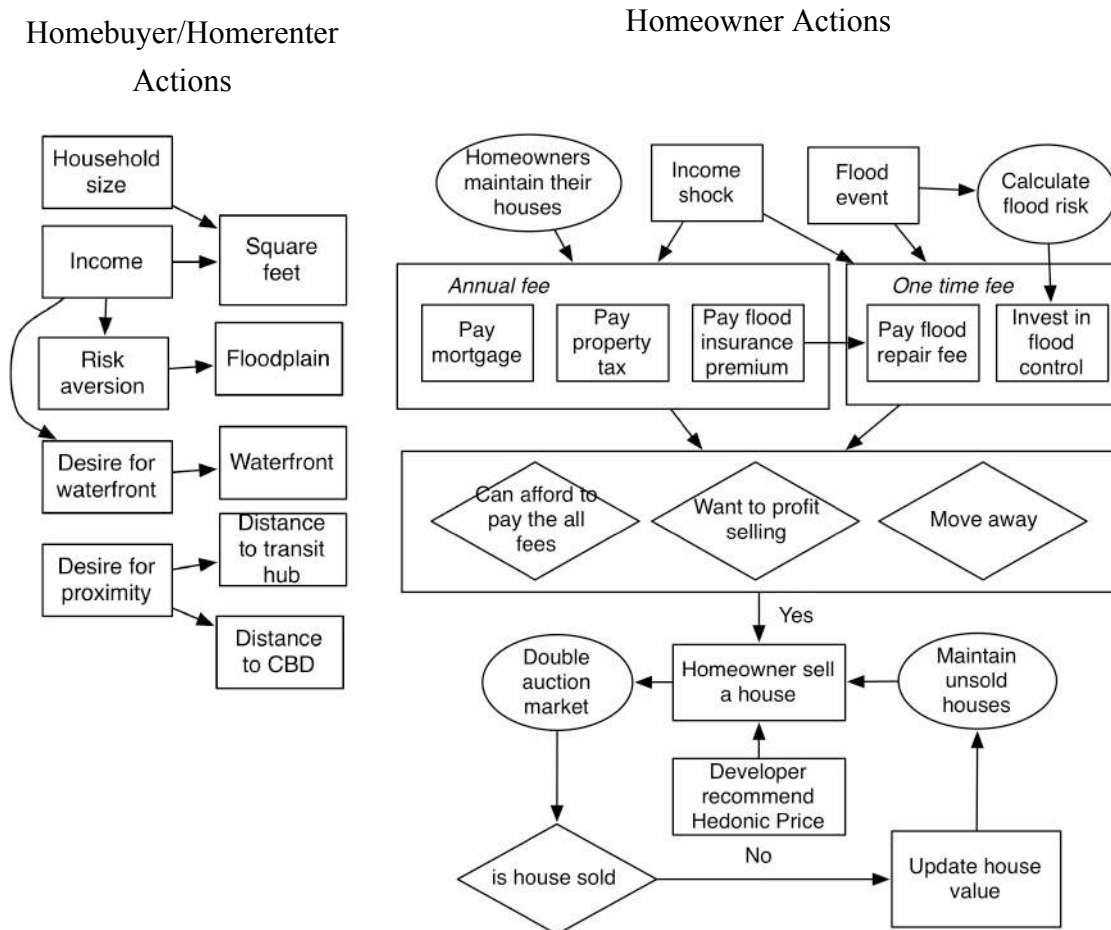 Homebuyer/Homerenter
Actions
Household
size
Income
Square
feet
Risk
aversion
Floodplain
Desire for
waterfront
Waterfront
Desire for
proximity
Distance
to transit
hub
Distance
to CBD
Homeowner Actions
Homeowners
maintain their
houses
Income
shock
Flood
event
Calculate
flood risk
Annual fee
Pay
mortgage
Pay
property
tax
Pay flood
insurance
premium
One time fee
Pay flood
repair fee
Invest in
flood
control
Can afford to
pay the all
fees
Want to profit
selling
Move away
Yes
Double
auction
market
Homeowner sell
a house
Maintain
unsold
houses
Developer
recommend
Hedonic Price
is house sold
No
Update house
value